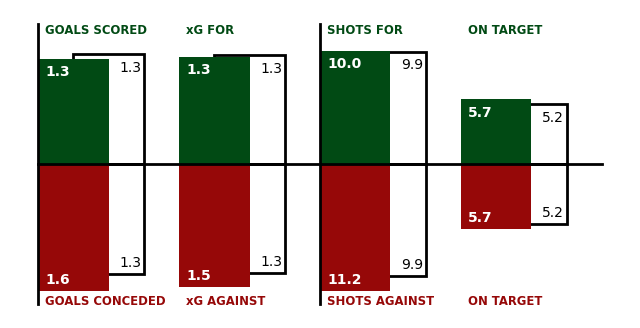 GOALS SCORED xG FOR SHOTS FOR ON TARGET
1.3 1.3 1.3 1.3 10.0 9.9 5.7 5.2
1.6 1.3 1.5 1.3 11.2 9.9 5.7 5.2
GOALS CONCEDED xG AGAINST SHOTS AGAINST ON TARGET